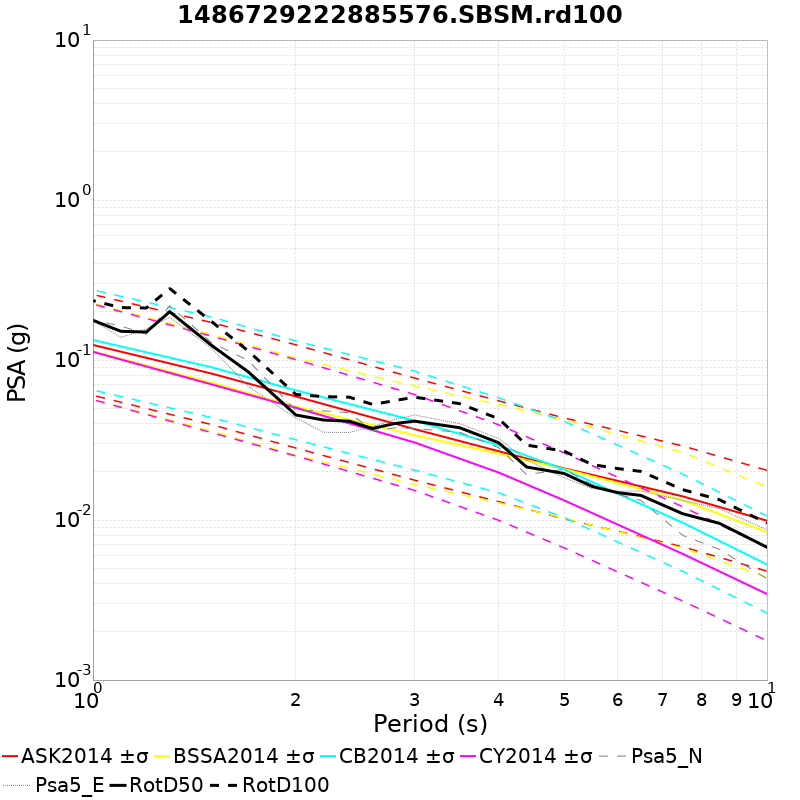 1486729222885576.SBSM.rd100
10^1
10^0
10^-1
10^-2
10^-3
PSA (g)
10^0 2 3 4 5 6 7 8 9 10^1
Period (s)
ASK2014 ±σ BSSA2014 ±σ CB2014 ±σ CY2014 ±σ Psa5_N
Psa5_E RotD50 RotD100